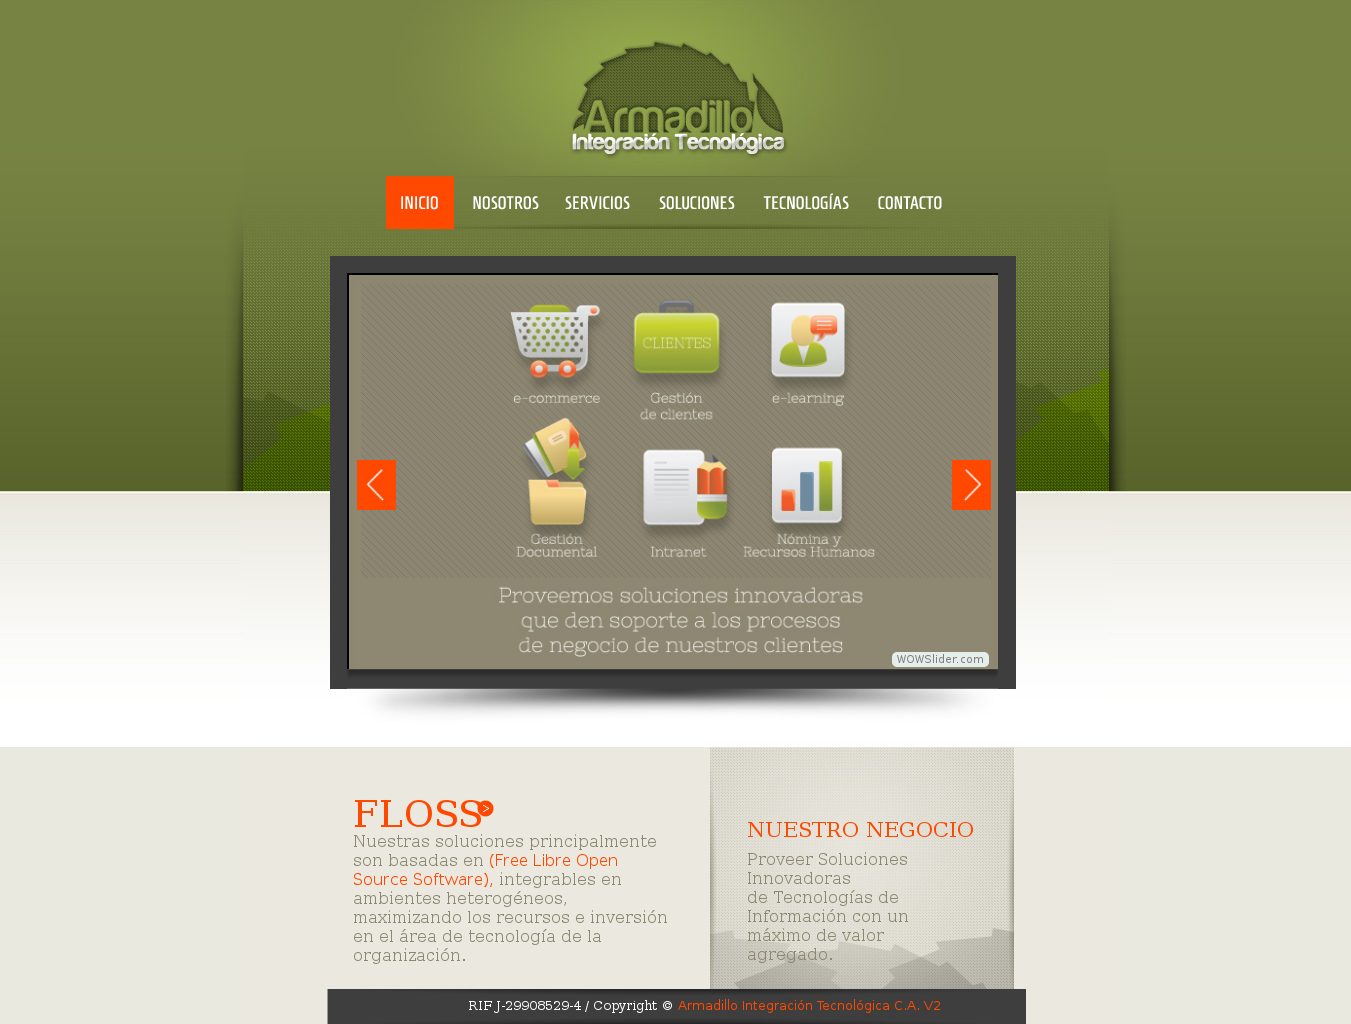 Armadillo
Integración Tecnológica
INICIO NOSOTROS SERVICIOS SOLUCIONES TECNOLOGÍAS CONTACTO
CLIENTES
e-commerce
Gestión
de clientes
e-learning
Gestión
Documental
Intranet
Nómina y
Recursos Humanos
Proveemos soluciones innovadoras
que den soporte a los procesos
de negocio de nuestros clientes
WOWSlider.com
FLOSS
Nuestras soluciones principalmente
son basadas en (Free Libre Open
Source Software), integrables en
ambientes heterogéneos,
maximizando los recursos e inversión
en el área de tecnología de la
organización.
NUESTRO NEGOCIO
Proveer Soluciones
Innovadoras
de Tecnologías de
Información con un
máximo de valor
agregado.
RIF J-29908529-4 / Copyright © Armadillo Integración Tecnológica C.A. V2